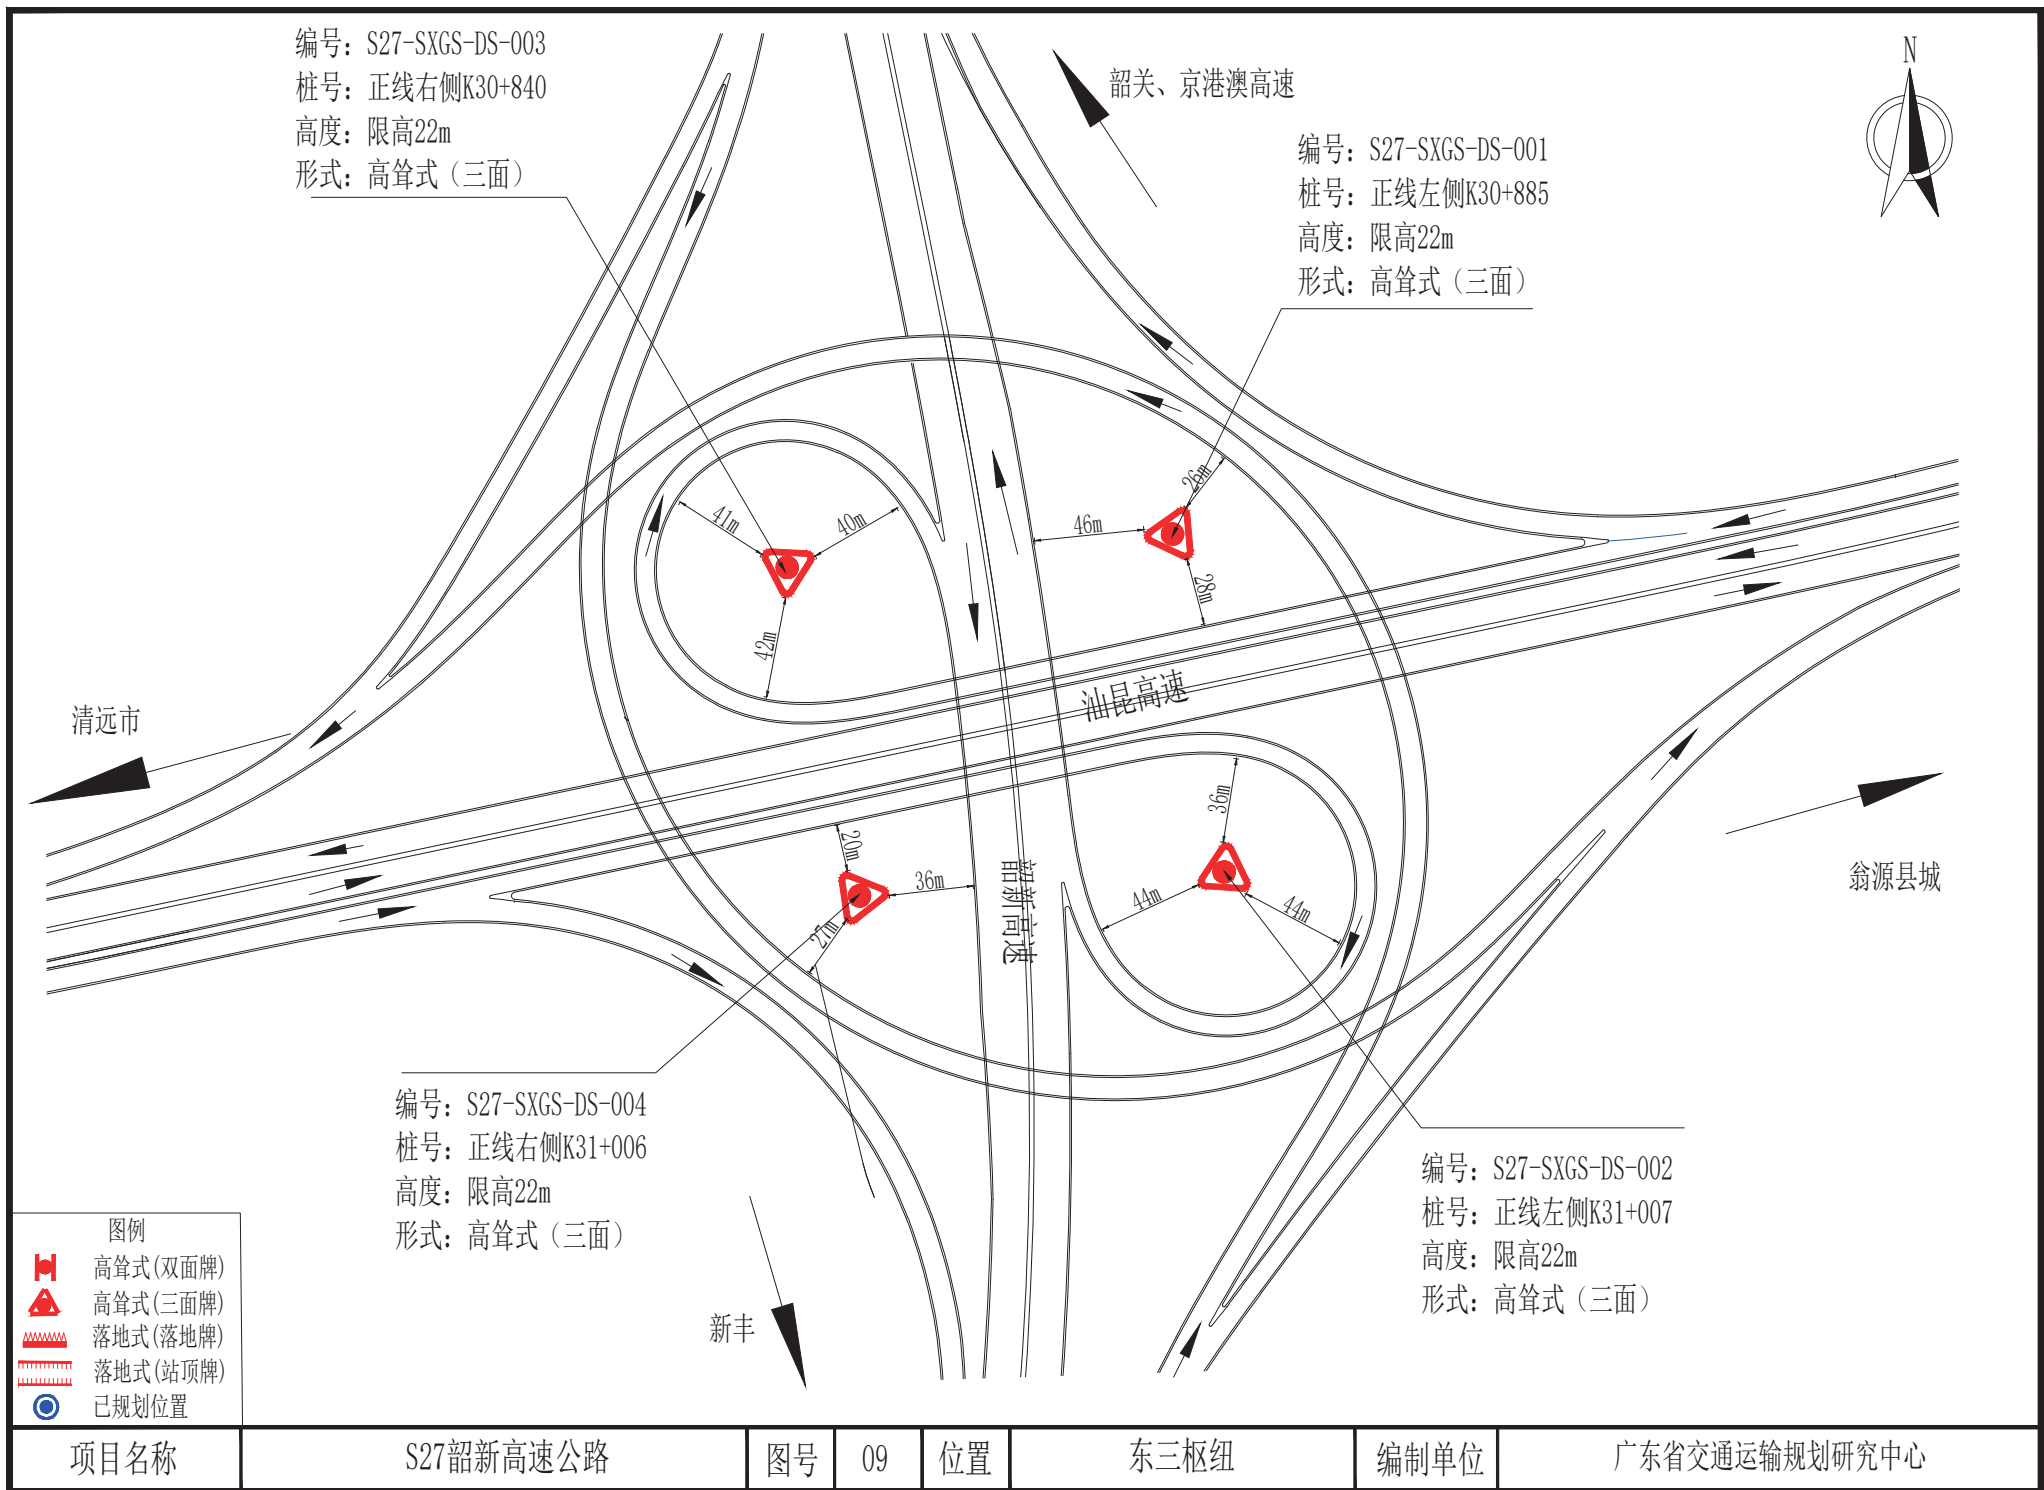 编号：S27-SXGS-DS-003
桩号：正线右侧K30+840
高度：限高22m
形式：高耸式（三面）
韶关、京港澳高速
N
编号：S27-SXGS-DS-001
桩号：正线左侧K30+885
高度：限高22m
形式：高耸式（三面）
41m
40m
42m
46m
26m
28m
清远市
汕昆高速
韶新高速
36m
44m
44m
20m
36m
27m
翁源县城
编号：S27-SXGS-DS-004
桩号：正线右侧K31+006
高度：限高22m
形式：高耸式（三面）
编号：S27-SXGS-DS-002
桩号：正线左侧K31+007
高度：限高22m
形式：高耸式（三面）
新丰
图例
高耸式(双面牌)
高耸式(三面牌)
落地式(落地牌)
落地式(站顶牌)
已规划位置
项目名称 S27韶新高速公路 图号 09 位置 东三枢纽 编制单位 广东省交通运输规划研究中心